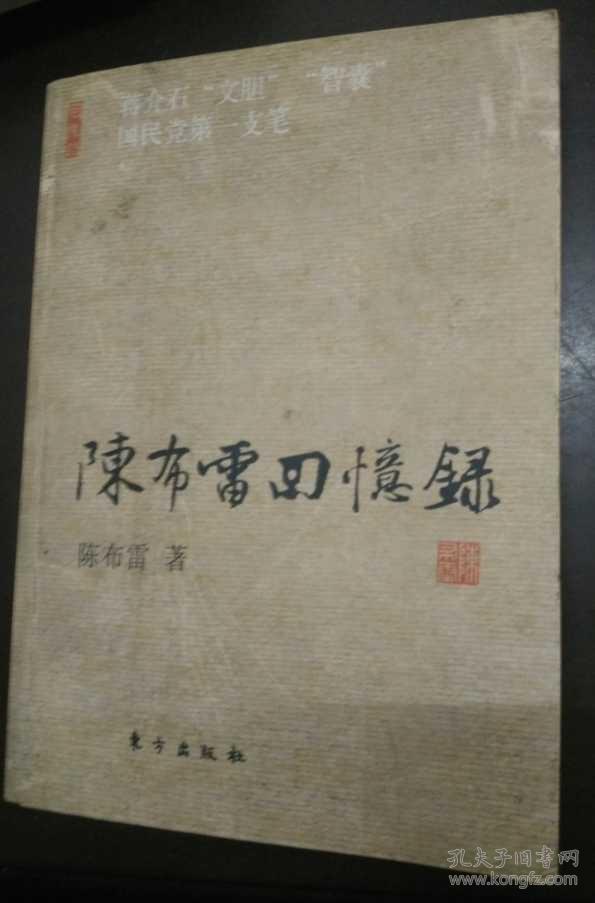 蒋介石“文胆” “智囊”
国民党第一支笔
陳布雷回憶録
陈布雷 著
東方出版社
孔夫子旧书网
www.kongfz.com